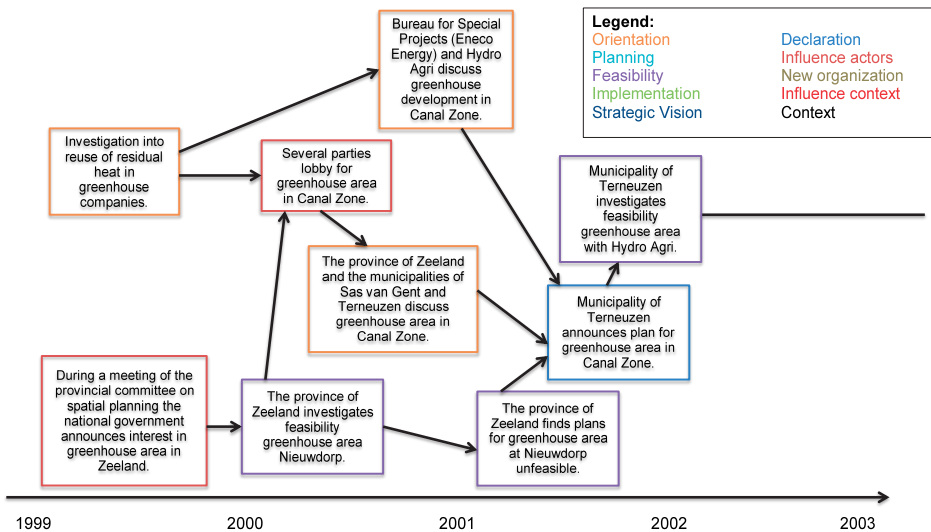 Bureau for Special
Projects (Eneco
Energy) and Hydro
Agri discuss
greenhouse
development in
Canal Zone.
Legend:
Orientation
Planning
Feasibility
Implementation
Strategic Vision
Declaration
Influence actors
New organization
Influence context
Context
Investigation into
reuse of residual
heat in
greenhouse
companies.
Several parties
lobby for
greenhouse area
in Canal Zone.
Municipality of
Terneuzen
investigates
feasibility
greenhouse area
with Hydro Agri.
The province of Zeeland
and the municipalities of
Sas van Gent and
Terneuzen discuss
greenhouse area in
Canal Zone.
Municipality of
Terneuzen
announces plan for
greenhouse area in
Canal Zone.
During a meeting of the
provincial committee on
spatial planning the
national government
announces interest in
greenhouse area in
Zeeland.
The province of
Zeeland investigates
feasibility
greenhouse area
Nieuwdorp.
The province of
Zeeland finds plans
for greenhouse area
at Nieuwdorp
unfeasible.
1999
2000
2001
2002
2003